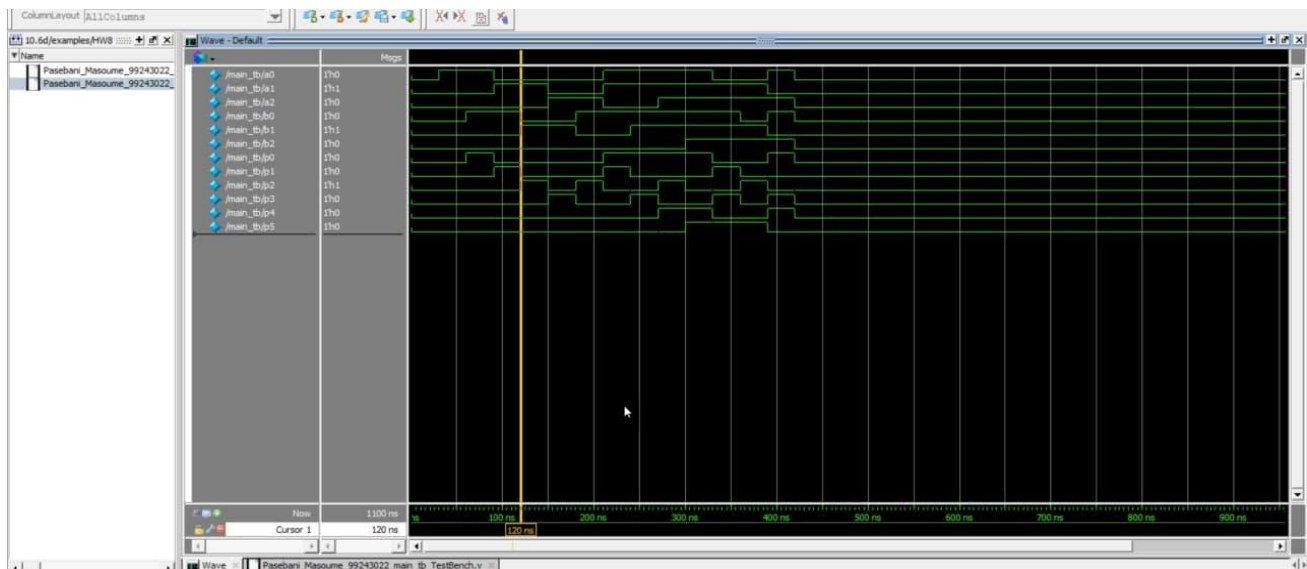 ColumnLayout AllColumns
10.6d/examples/HW8
Wave - Default
Name
Msgs
Pasebani_Masoume_99243022_
Pasebani_Masoume_99243022_
/main_tb/a0 1'h0
/main_tb/a1 1'h1
/main_tb/a2 1'h0
/main_tb/b0 1'h0
/main_tb/b1 1'h1
/main_tb/b2 1'h0
/main_tb/p0 1'h0
/main_tb/p1 1'h0
/main_tb/p2 1'h1
/main_tb/p3 1'h0
/main_tb/p4 1'h0
/main_tb/p5 1'h0
Now 1100 ns
ns 100 ns 200 ns 300 ns 400 ns 500 ns 600 ns 700 ns 800 ns 900 ns
Cursor 1 120 ns
120 ns
Wave Pasebani_Masoume_99243022_main_tb_TestBench.v